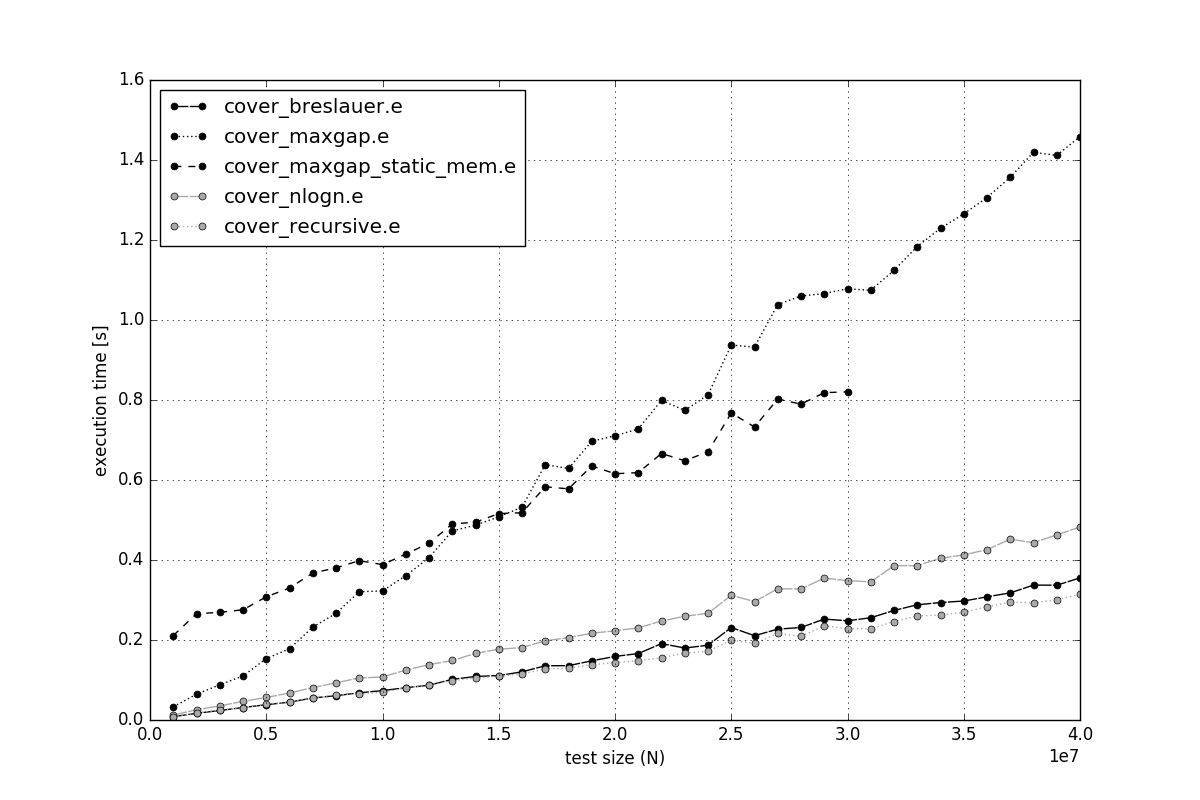 1.6
1.4
1.2
1.0
0.8
0.6
0.4
0.2
0.0
execution time [s]
cover_breslauer.e
cover_maxgap.e
cover_maxgap_static_mem.e
cover_nlogn.e
cover_recursive.e
0.0 0.5 1.0 1.5 2.0 2.5 3.0 3.5 4.0
test size (N)
1e7